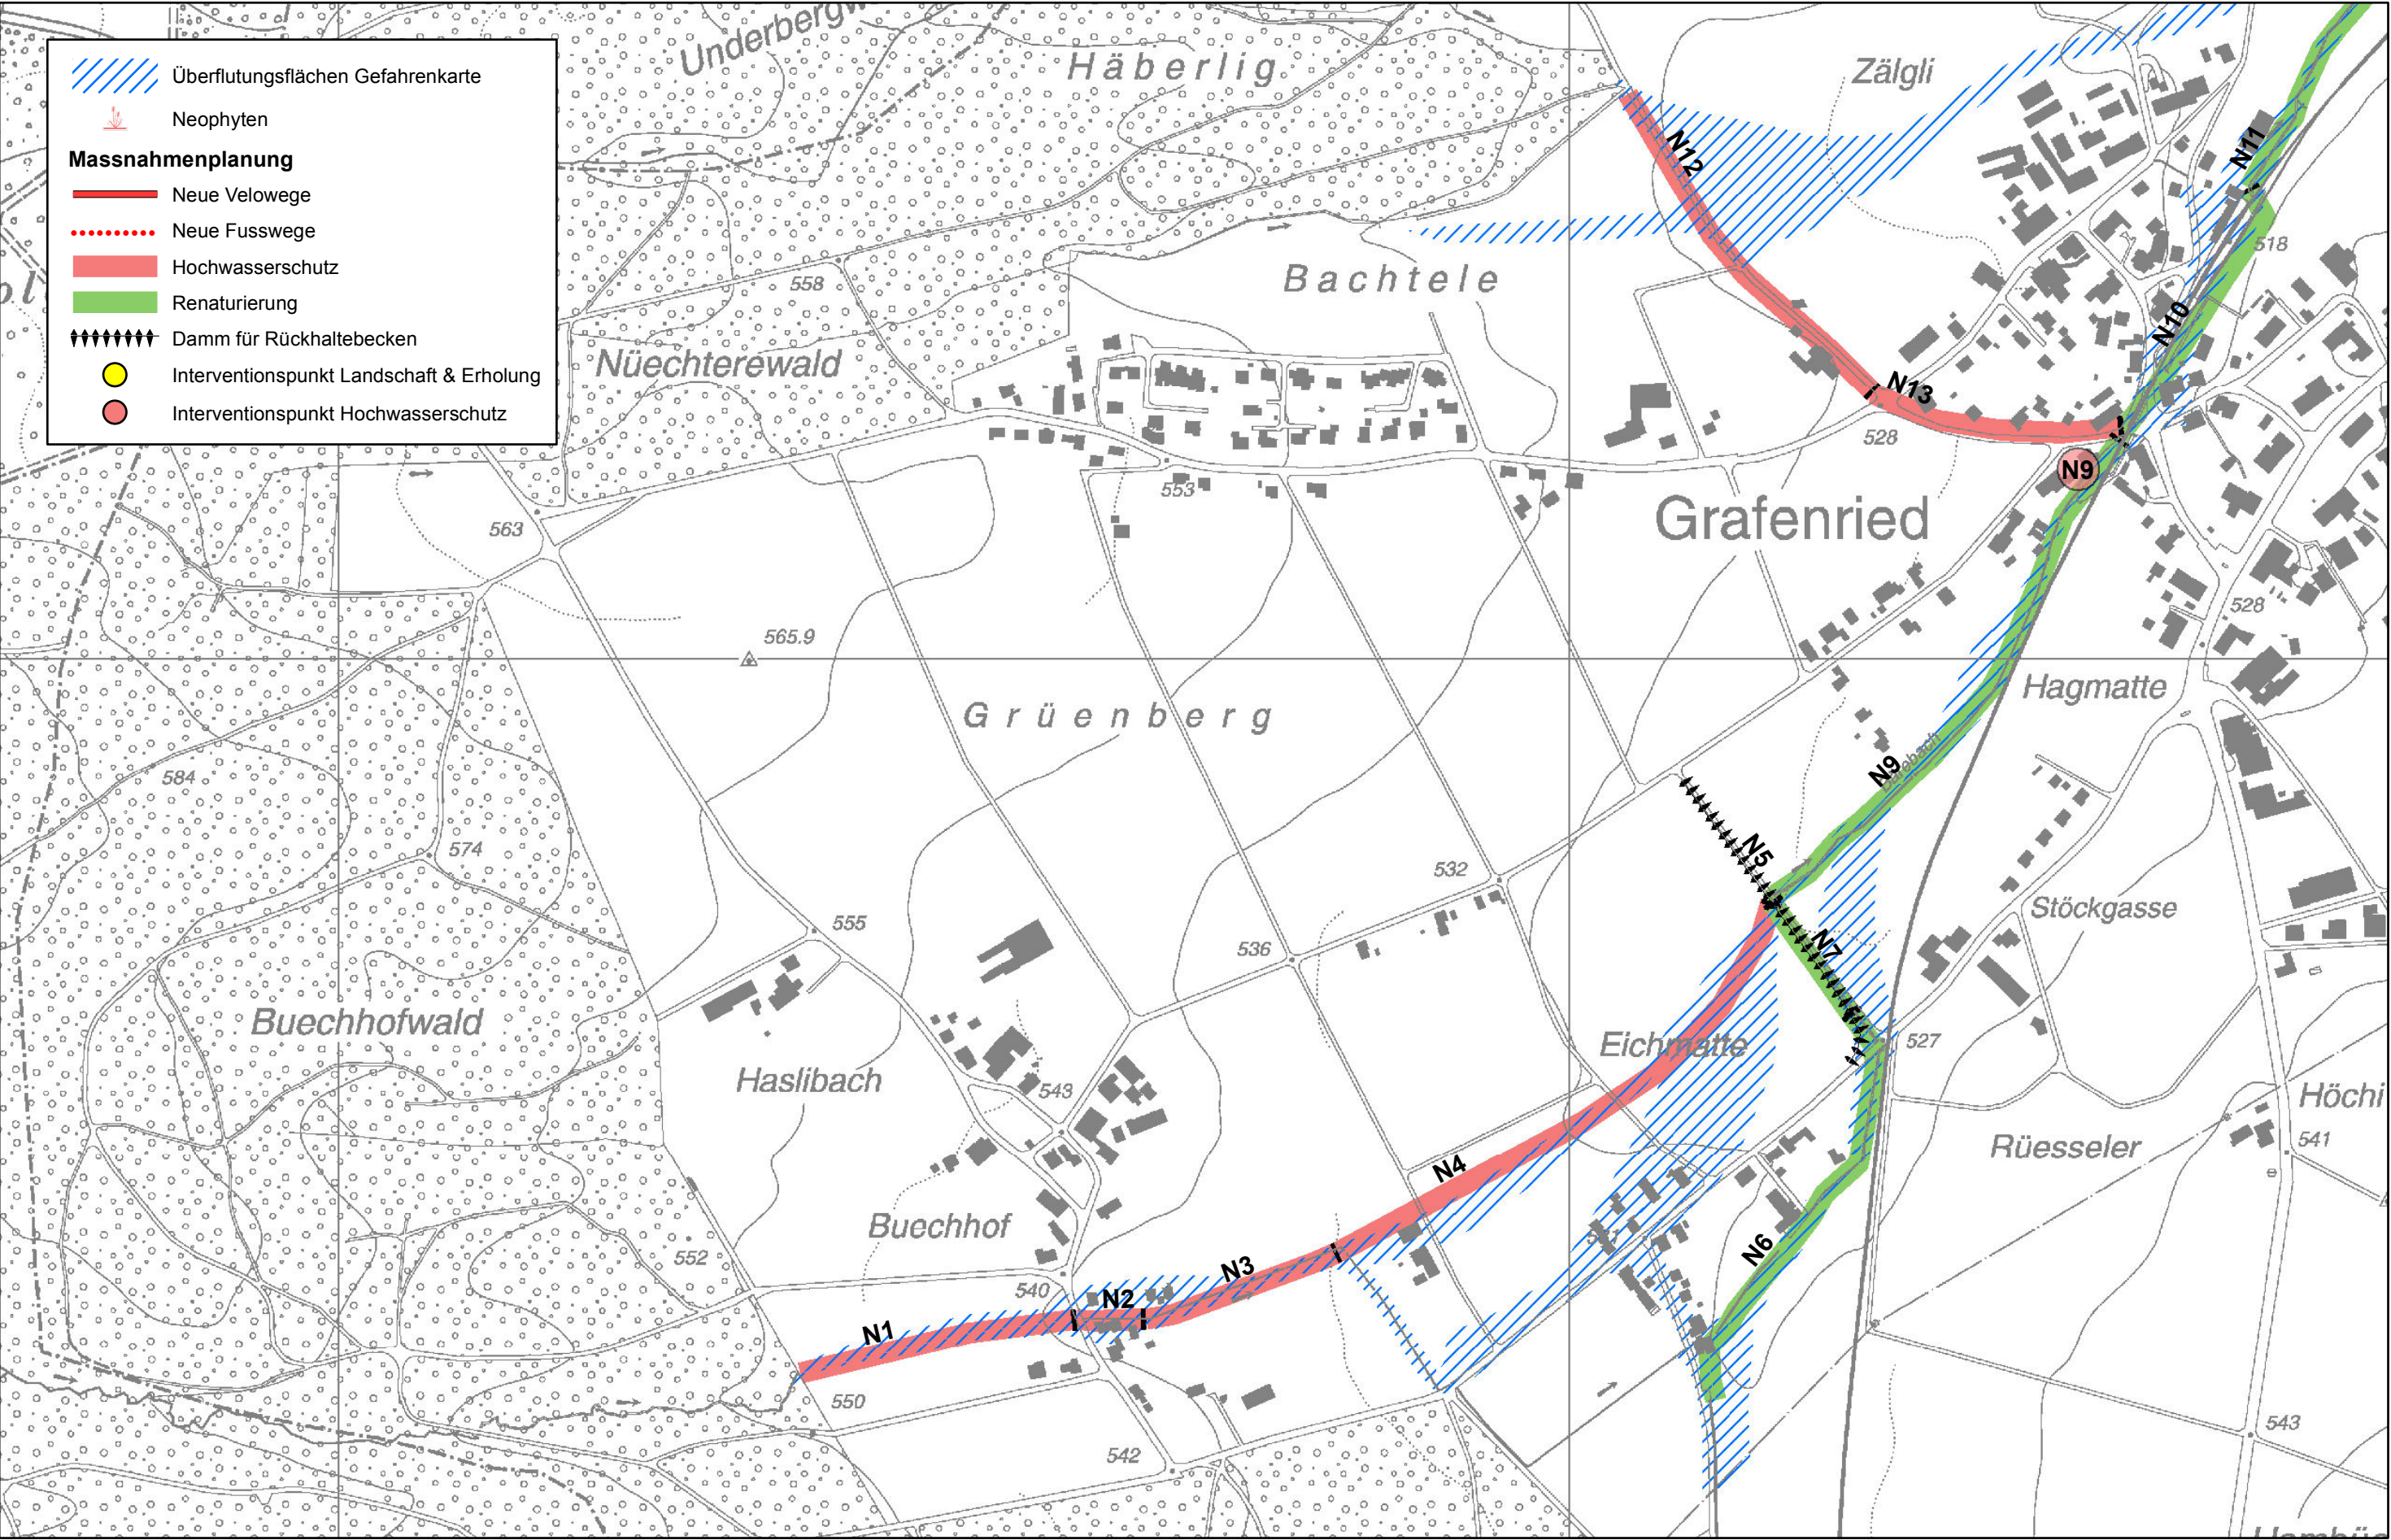 Überflutungsflächen Gefahrenkarte
Neophyten
Massnahmenplanung
Neue Velowege
Neue Fusswege
Hochwasserschutz
Renaturierung
Damm für Rückhaltebecken
Interventionspunkt Landschaft & Erholung
Interventionspunkt Hochwasserschutz
Häberlig
Zälgli
N12
N11
518
Bachtele
558
N10
Nüechterewald
N13
528
N9
553
Grafenried
563
528
565.9
Hagmatte
Grüenberg
584
N9
574
532
N5
555
536
N7
Stöckgasse
Buechhofwald
Eichmatte
527
Haslibach
543
Höchi
541
Rüesseler
N4
Buechhof
552
N3
N6
540
N2
N1
550
543
542